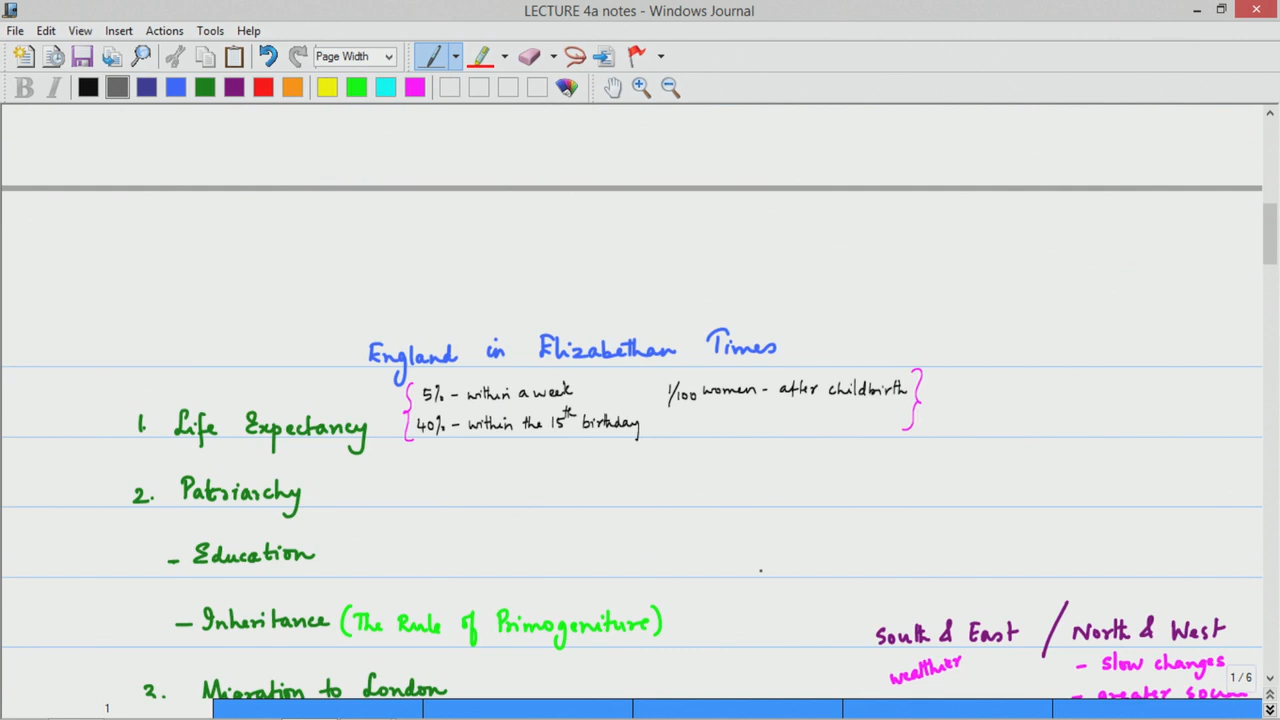 LECTURE 4a notes - Windows Journal
File Edit View Insert Actions Tools Help
Page Width
B I
England in Elizabethan Times
5% - within a week
1/100 women - after childbirth
1. Life Expectancy
40% - within the 15th birthday
2. Patriarchy
- Education
- Inheritance (The Rule of Primogeniture)
South & East / North & West
wealthier
- slow changes
1 / 6
3. Migration to London
- greater
1